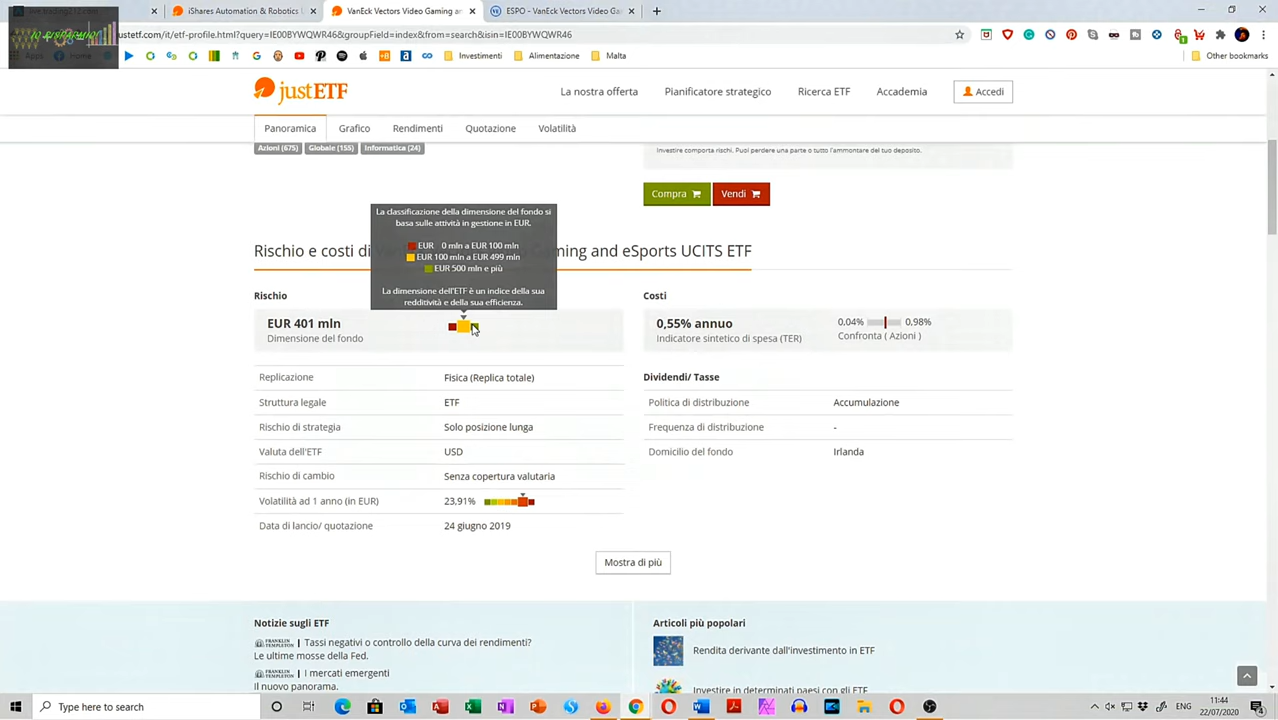 iShares Automation & Robotics
VanEck Vectors Video Gaming an
ESPO - VanEck Vectors Video Ga
IO RISPARMIO
justetf.com/it/etf-profile.html?query=IE00BYWQWR46&groupField=index&from=search&isin=IE00BYWQWR46
Apps
Home
Investimenti
Alimentazione
Malta
Other bookmarks
justETF
La nostra offerta
Pianificatore strategico
Ricerca ETF
Accademia
Accedi
Panoramica
Grafico
Rendimenti
Quotazione
Volatilità
Azioni (675)
Globale (155)
Informatica (24)
Investire comporta rischi. Puoi perdere una parte o tutto l'ammontare del tuo deposito.
Compra
Vendi
La classificazione della dimensione del fondo si
basa sulle attività in gestione in EUR.
EUR 0 mln a EUR 100 mln
EUR 100 mln a EUR 499 mln
EUR 500 mln e più
La dimensione dell'ETF è un indice della sua
redditività e della sua efficienza.
Rischio e costi di Gaming and eSports UCITS ETF
Rischio
EUR 401 mln
Dimensione del fondo
Replicazione
Fisica (Replica totale)
Struttura legale
ETF
Rischio di strategia
Solo posizione lunga
Valuta dell'ETF
USD
Rischio di cambio
Senza copertura valutaria
Volatilità ad 1 anno (in EUR)
23,91%
Data di lancio/ quotazione
24 giugno 2019
Costi
0,55% annuo
Indicatore sintetico di spesa (TER)
0,04%
0,98%
Confronta ( Azioni )
Dividendi/ Tasse
Politica di distribuzione
Accumulazione
Frequenza di distribuzione
-
Domicilio del fondo
Irlanda
Mostra di più
Notizie sugli ETF
FRANKLIN TEMPLETON | Tassi negativi o controllo della curva dei rendimenti?
Le ultime mosse della Fed.
FRANKLIN TEMPLETON | I mercati emergenti
Il nuovo panorama.
Articoli più popolari
Rendita derivante dall'investimento in ETF
Investire in determinati paesi con gli ETF
Type here to search
ENG
11:44
22/07/2020